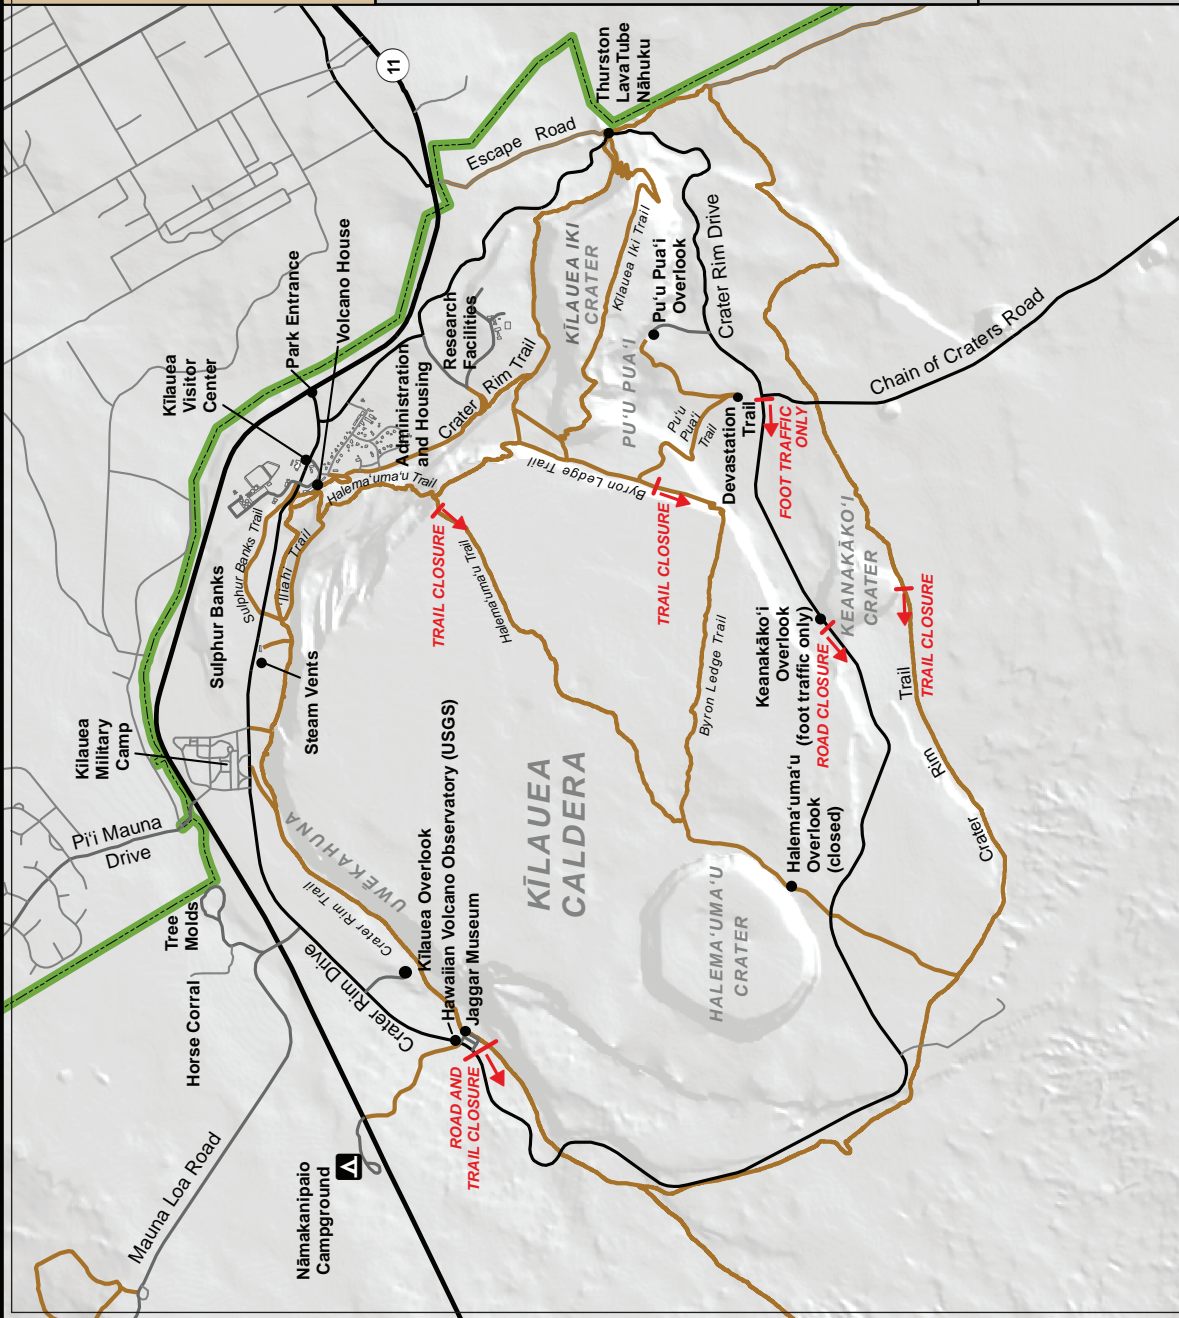 11
Thurston
LavaTube
Nāhuku
Escape Road
Park Entrance
Volcano House
Kīlauea
Visitor
Center
Research
Facilities
Administration
and Housing
Crater Rim Trail
KĪLAUEA IKI
CRATER
Kīlauea Iki Trail
Pu‘u Pua‘i
Overlook
Crater Rim Drive
PU‘U PUA‘I
Pu‘u
Pua‘i
Trail
Devastation
Trail
FOOT TRAFFIC
ONLY
Chain of Craters Road
Sulphur Banks Trail
‘Iliahi Trail
Halema‘uma‘u Trail
Byron Ledge Trail
TRAIL CLOSURE
TRAIL CLOSURE
Halema‘uma‘u Trail
Byron Ledge Trail
Sulphur Banks
Steam Vents
Kīlauea
Military
Camp
Pi‘i Mauna
Drive
KEANAKĀKO‘I
CRATER
Keanakāko‘i
Overlook
(foot traffic only)
ROAD CLOSURE
TRAIL CLOSURE
Crater Rim Trail
KĪLAUEA
CALDERA
UWEKAHUNA
Crater Rim Trail
Kīlauea Overlook
Hawaiian Volcano Observatory (USGS)
Jaggar Museum
Crater Rim Drive
Tree
Molds
Horse Corral
Halema‘uma‘u
Overlook
(closed)
HALEMA‘UMA‘U
CRATER
ROAD AND
TRAIL CLOSURE
Nāmakanipaio
Campground
Mauna Loa Road